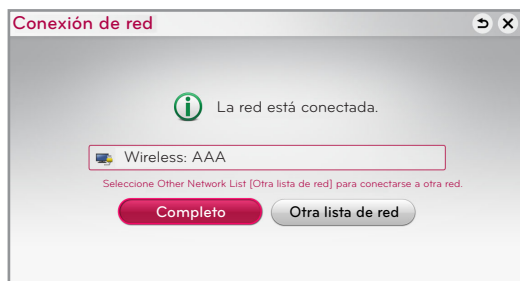 Conexión de red
La red está conectada.
Wireless: AAA
Seleccione Other Network List [Otra lista de red] para conectarse a otra red.
Completo
Otra lista de red